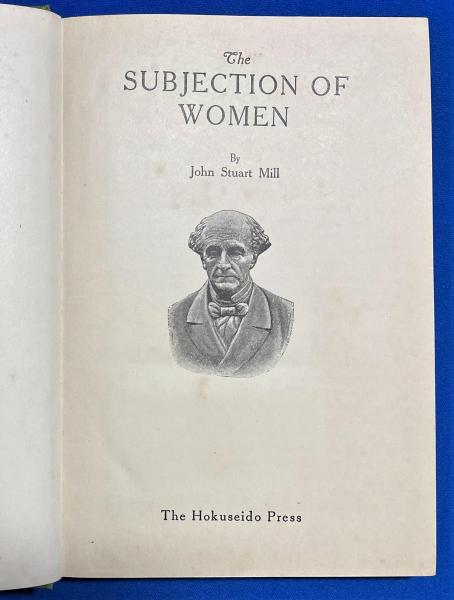 The
SUBJECTION OF
WOMEN
By
John Stuart Mill
The Hokuseido Press